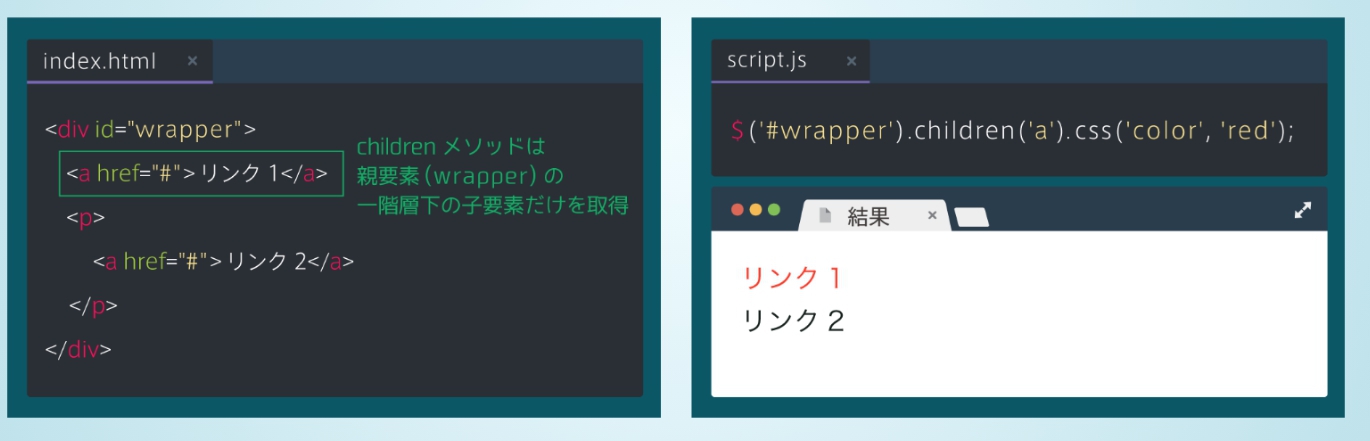 index.html ×
<div id="wrapper">
<a href="#">リンク 1</a>
<p>
<a href="#">リンク 2</a>
</p>
</div>
children メソッドは
親要素(wrapper)の
一階層下の子要素だけを取得
script.js ×
$('#wrapper').children('a').css('color', 'red');
結果 ×
リンク 1
リンク 2